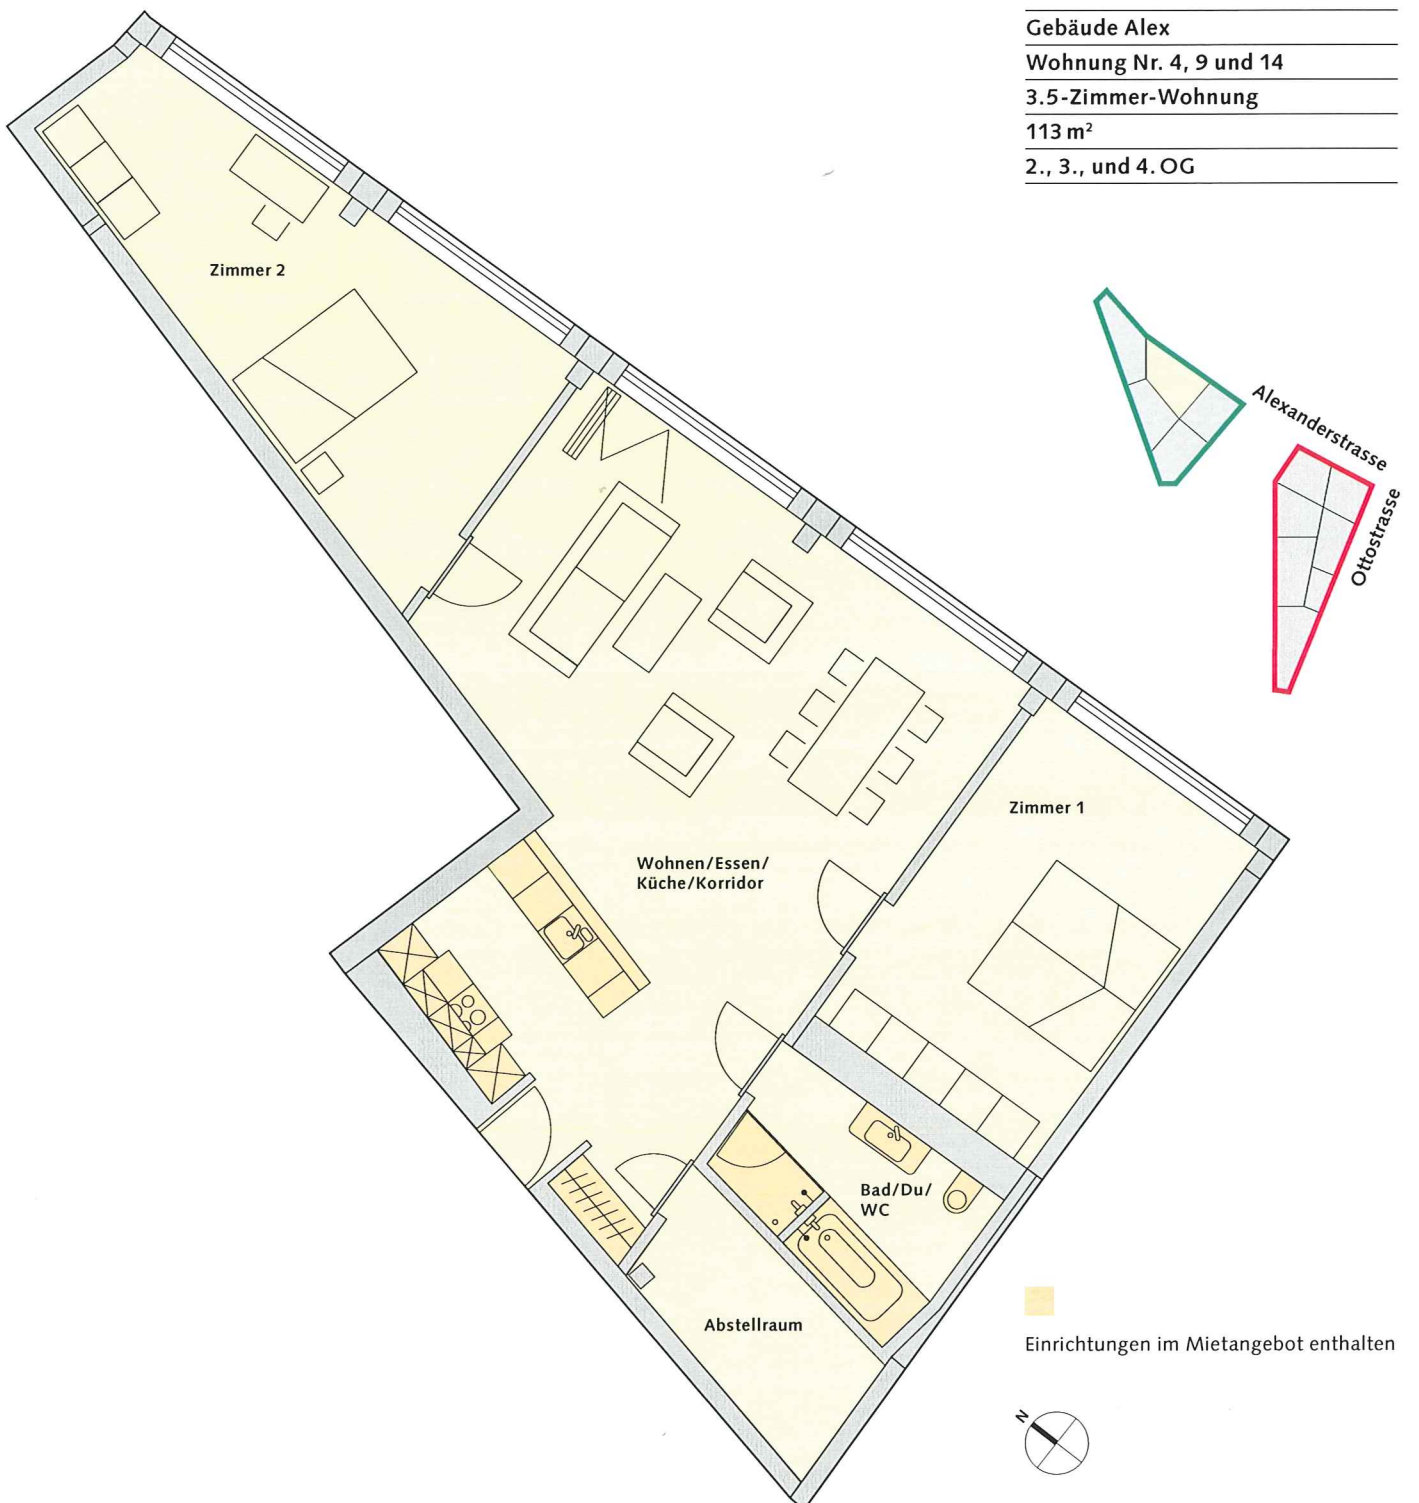 Gebäude Alex
Wohnung Nr. 4, 9 und 14
3.5-Zimmer-Wohnung
113 m²
2., 3., und 4. OG
Zimmer 2
Alexanderstrasse
Ottostrasse
Zimmer 1
Wohnen/Essen/
Küche/Korridor
Bad/Du/
WC
Abstellraum
Einrichtungen im Mietangebot enthalten
N